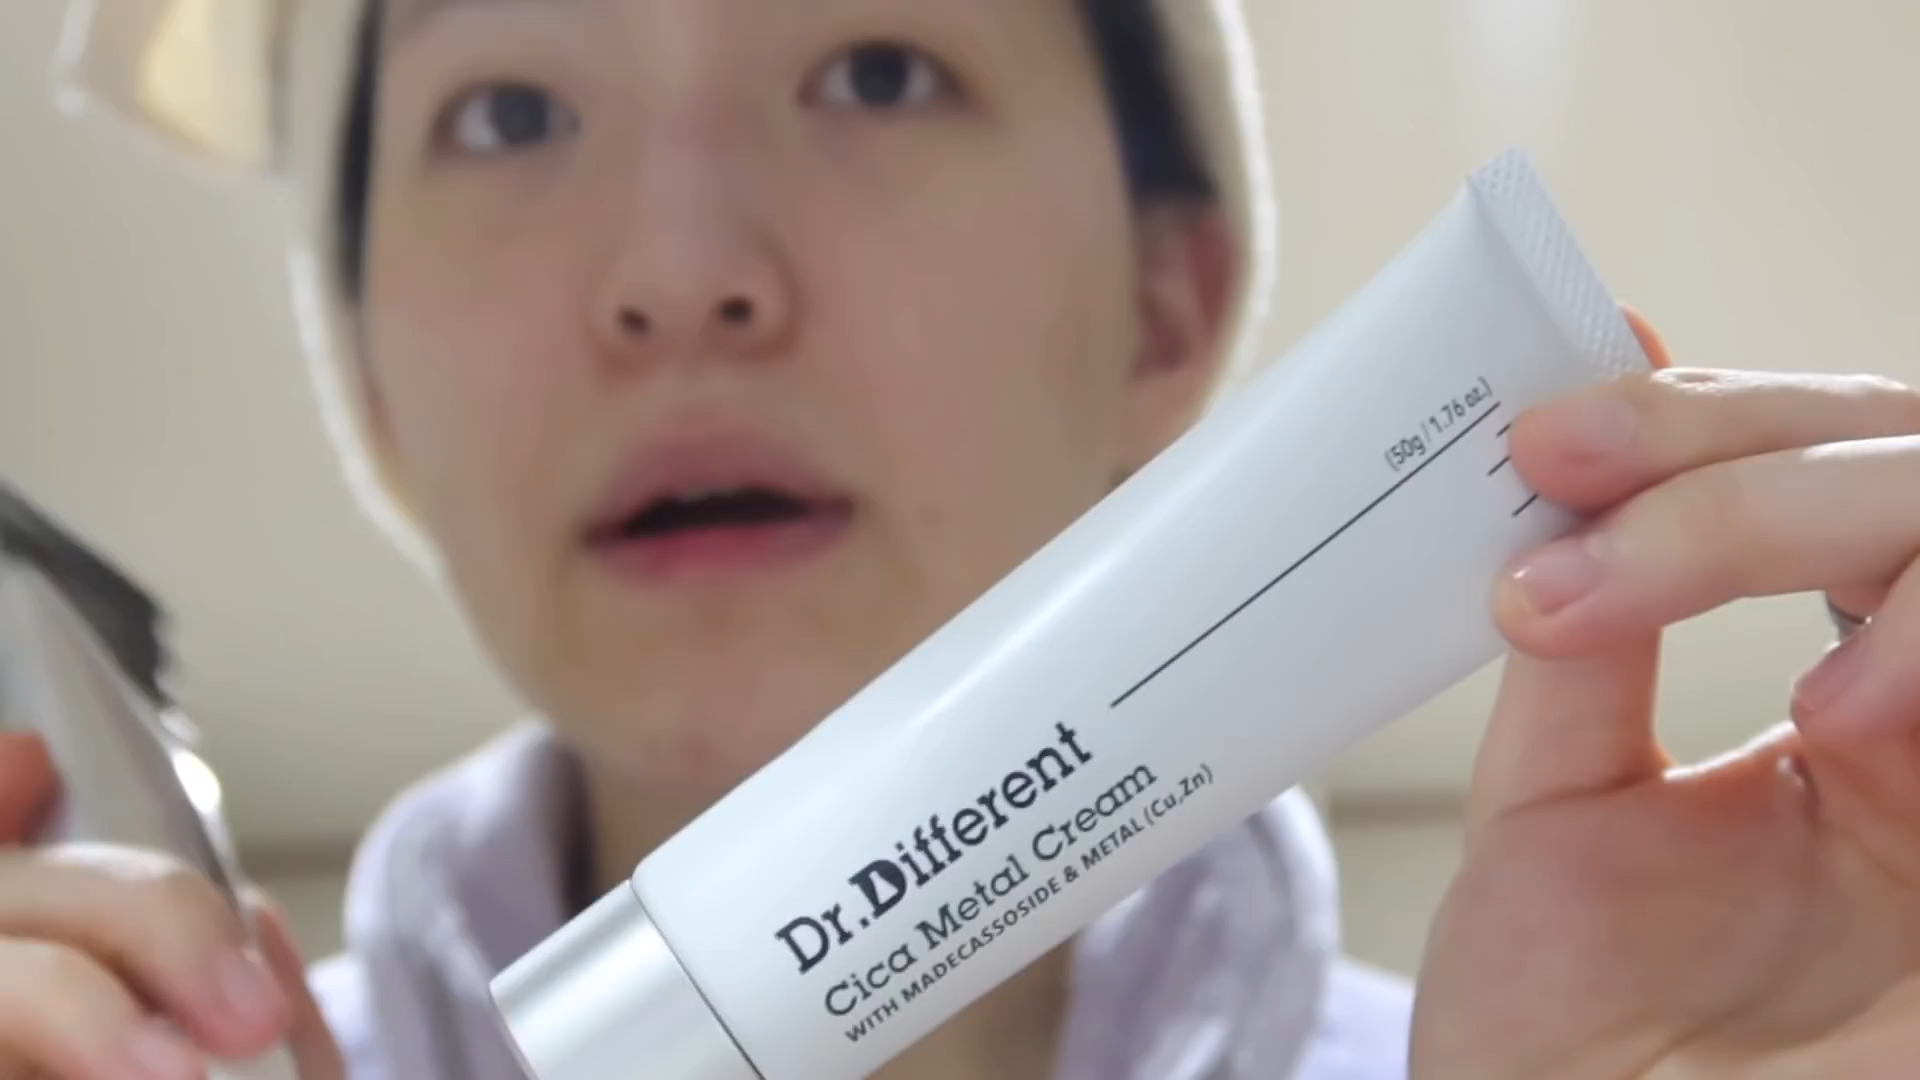 (50g / 1.76 oz.)
Dr.Different
Cica Metal Cream
WITH MADECASSOSIDE & METAL (Cu,Zn)